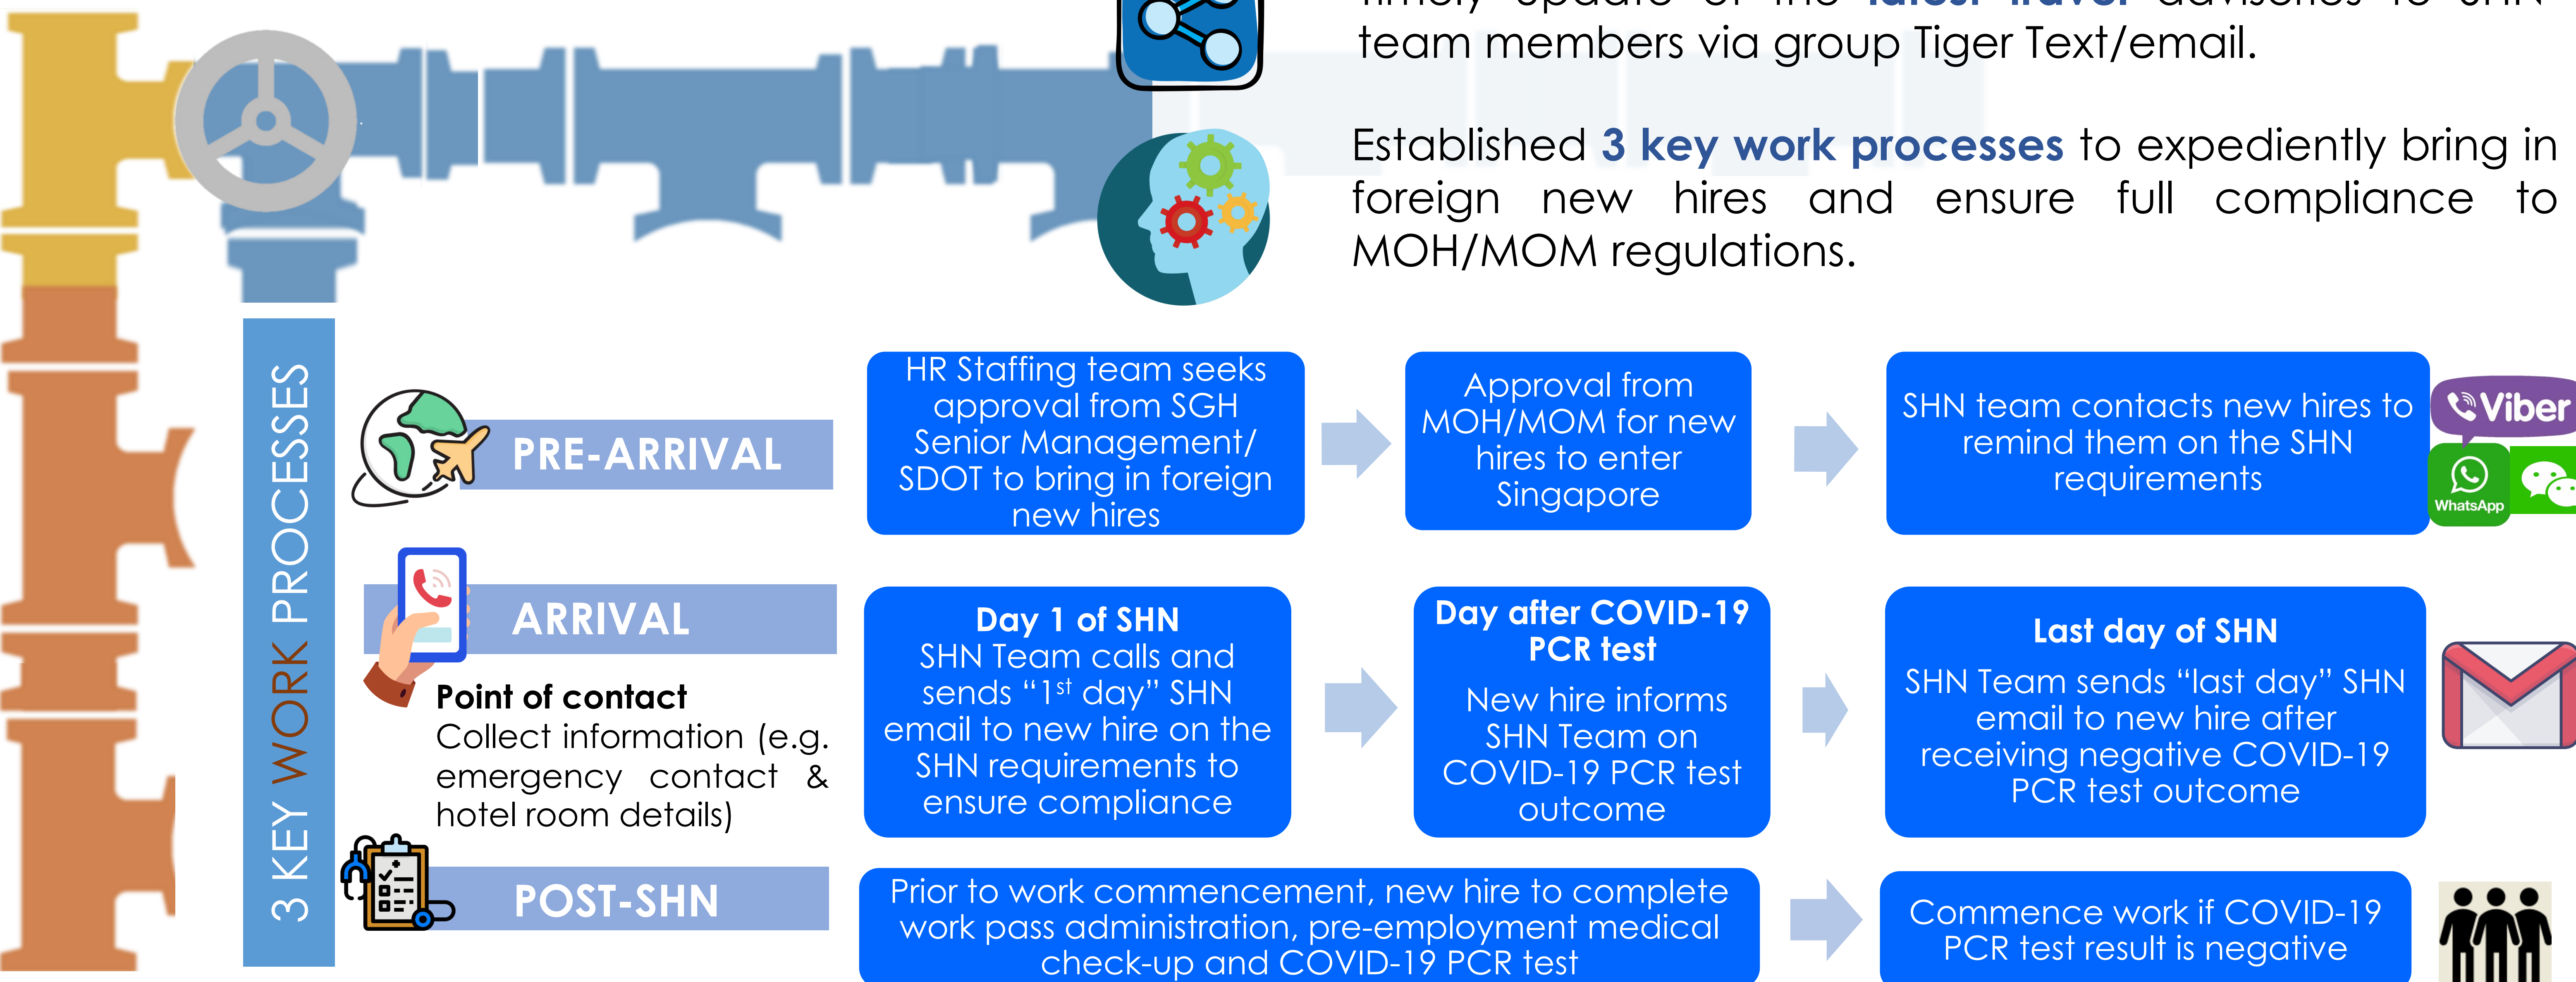 Timely update of the latest travel advisories to SHN
team members via group Tiger Text/email.
Established 3 key work processes to expediently bring in
foreign new hires and ensure full compliance to
MOH/MOM regulations.
3 KEY WORK PROCESSES
PRE-ARRIVAL
HR Staffing team seeks
approval from SGH
Senior Management/
SDOT to bring in foreign
new hires
Approval from
MOH/MOM for new
hires to enter
Singapore
SHN team contacts new hires to
remind them on the SHN
requirements
Viber
WhatsApp
ARRIVAL
Point of contact
Collect information (e.g.
emergency contact &
hotel room details)
Day 1 of SHN
SHN Team calls and
sends “1st day” SHN
email to new hire on the
SHN requirements to
ensure compliance
Day after COVID-19
PCR test
New hire informs
SHN Team on
COVID-19 PCR test
outcome
Last day of SHN
SHN Team sends “last day” SHN
email to new hire after
receiving negative COVID-19
PCR test outcome
POST-SHN
Prior to work commencement, new hire to complete
work pass administration, pre-employment medical
check-up and COVID-19 PCR test
Commence work if COVID-19
PCR test result is negative